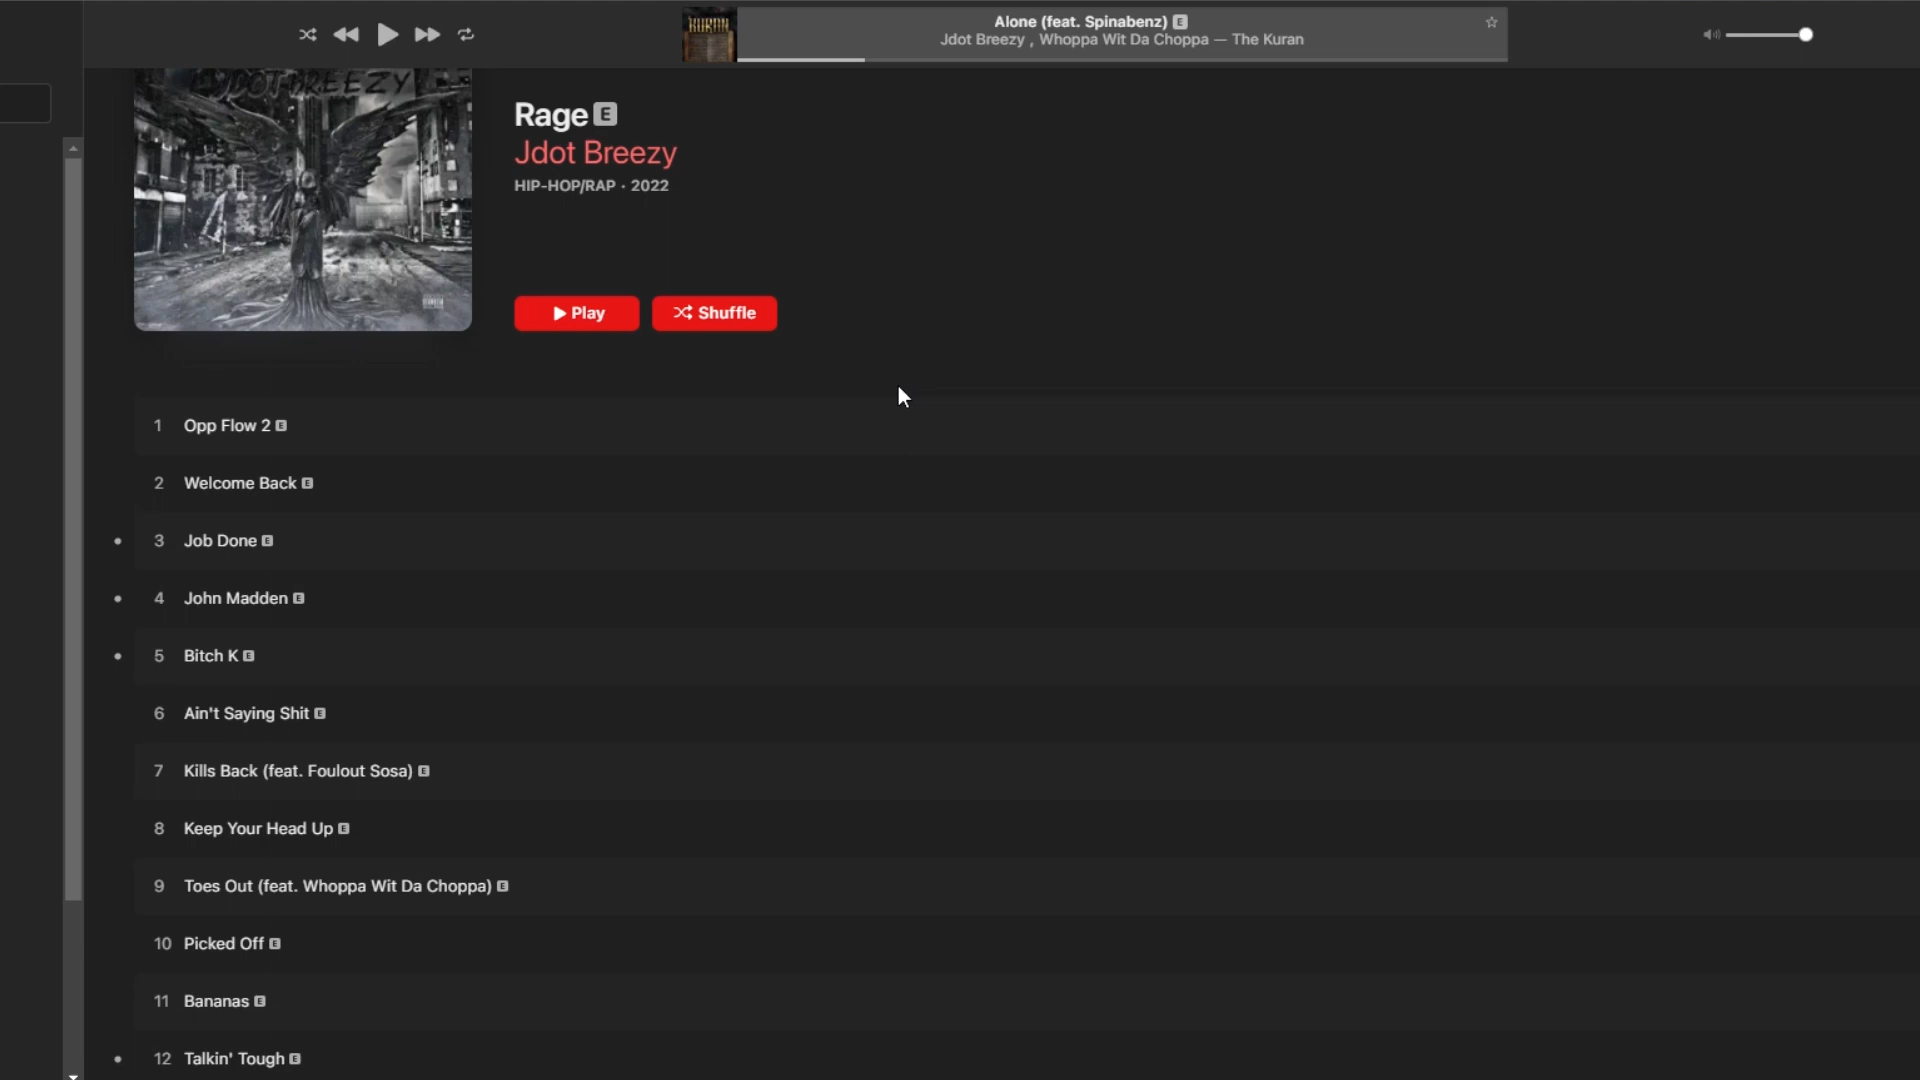 Alone (feat. Spinabenz) E
Jdot Breezy , Whoppa Wit Da Choppa — The Kuran
KURAN
JDOT BREEZY
Rage E
Jdot Breezy
HIP-HOP/RAP · 2022
Play
Shuffle
1 Opp Flow 2 E
2 Welcome Back E
3 Job Done E
4 John Madden E
5 Bitch K E
6 Ain't Saying Shit E
7 Kills Back (feat. Foulout Sosa) E
8 Keep Your Head Up E
9 Toes Out (feat. Whoppa Wit Da Choppa) E
10 Picked Off E
11 Bananas E
12 Talkin' Tough E